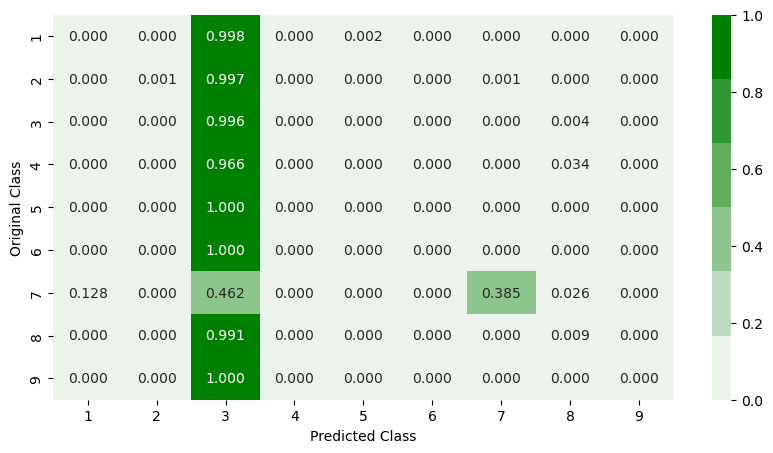 1 0.000 0.000 0.998 0.000 0.002 0.000 0.000 0.000 0.000
2 0.000 0.001 0.997 0.000 0.000 0.000 0.001 0.000 0.000
3 0.000 0.000 0.996 0.000 0.000 0.000 0.000 0.004 0.000
4 0.000 0.000 0.966 0.000 0.000 0.000 0.000 0.034 0.000
5 0.000 0.000 1.000 0.000 0.000 0.000 0.000 0.000 0.000
6 0.000 0.000 1.000 0.000 0.000 0.000 0.000 0.000 0.000
7 0.128 0.000 0.462 0.000 0.000 0.000 0.385 0.026 0.000
8 0.000 0.000 0.991 0.000 0.000 0.000 0.000 0.009 0.000
9 0.000 0.000 1.000 0.000 0.000 0.000 0.000 0.000 0.000
1 2 3 4 5 6 7 8 9
Predicted Class
Original Class
1.0
0.8
0.6
0.4
0.2
0.0